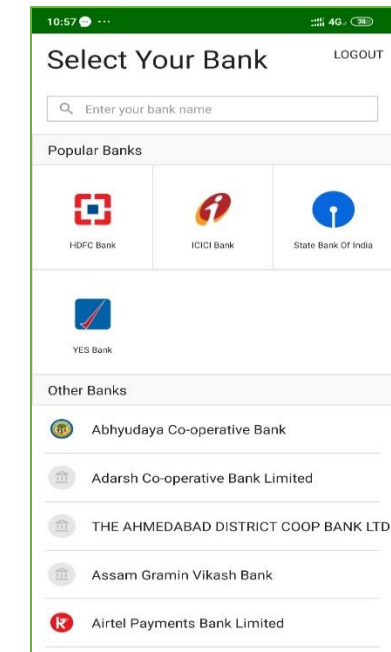 10:57
4G
74
Select Your Bank
LOGOUT
Enter your bank name
Popular Banks
HDFC Bank
ICICI Bank
State Bank Of India
YES Bank
Other Banks
Abhyudaya Co-operative Bank
Adarsh Co-operative Bank Limited
THE AHMEDABAD DISTRICT COOP BANK LTD
Assam Gramin Vikash Bank
Airtel Payments Bank Limited